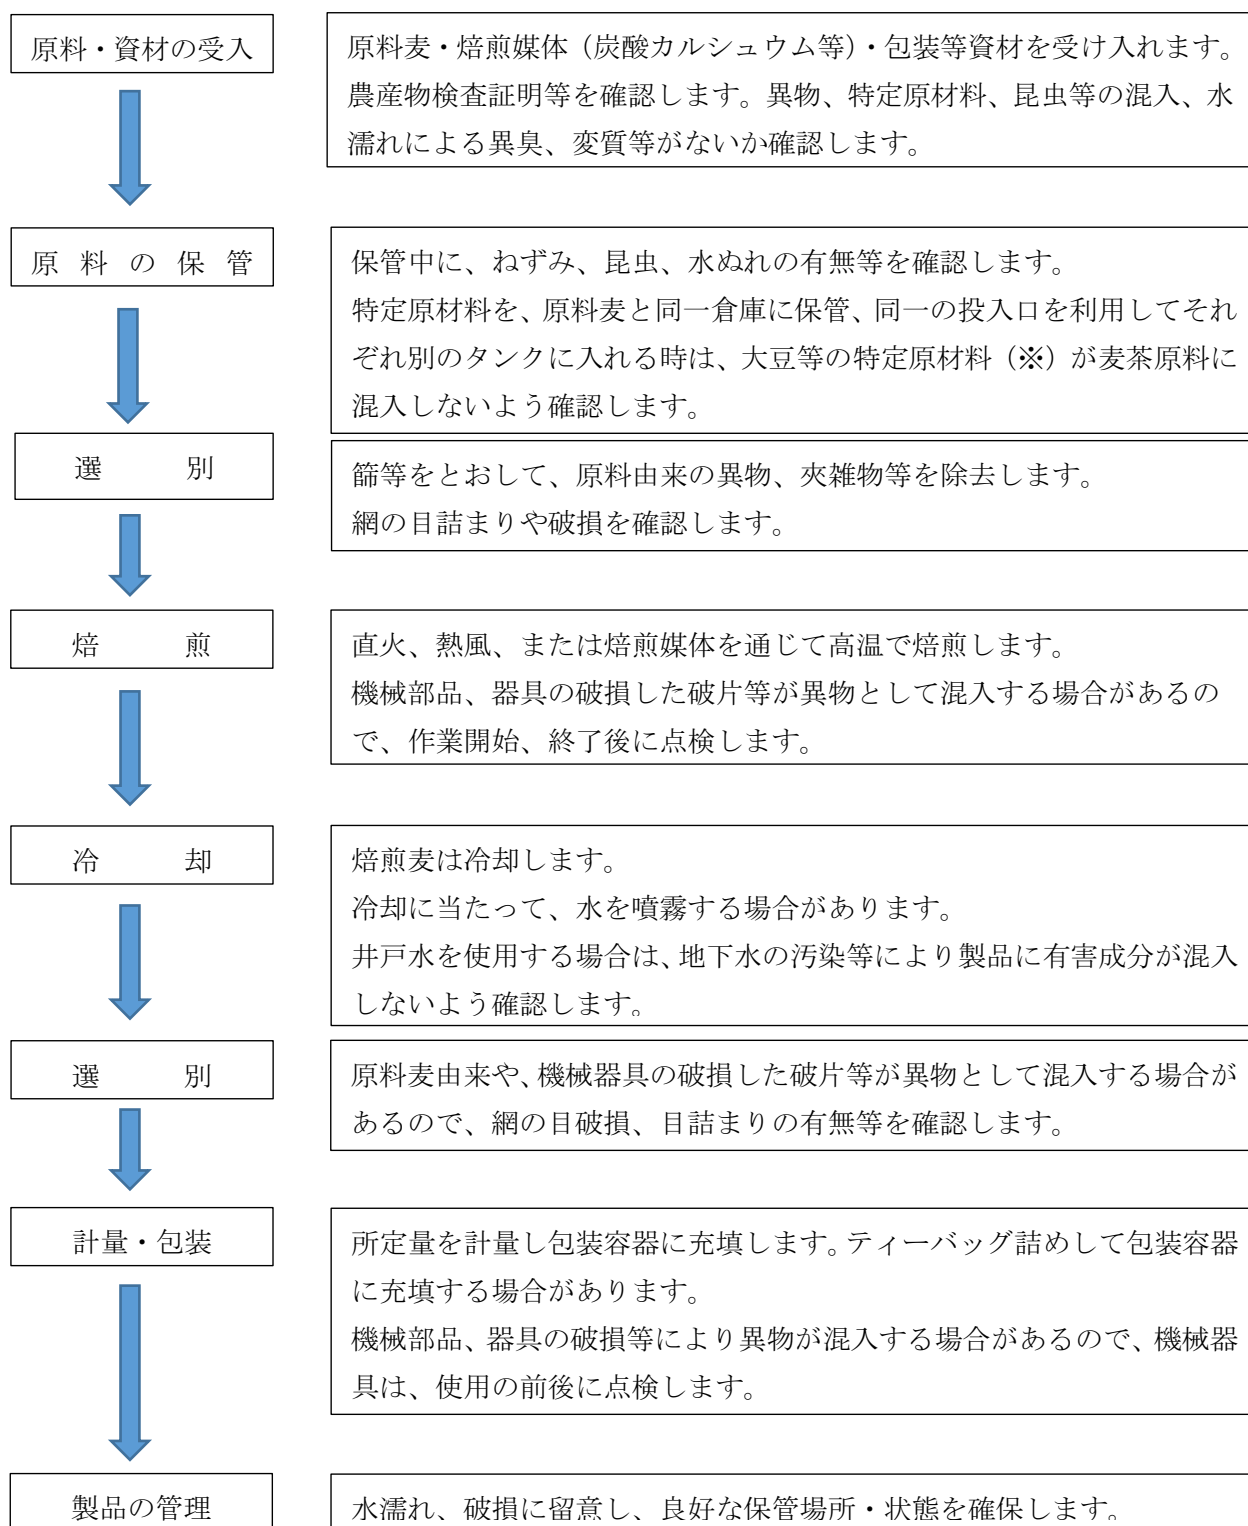 原料・資材の受入
原料麦・焙煎媒体（炭酸カルシュウム等）・包装等資材を受け入れます。
農産物検査証明等を確認します。異物、特定原材料、昆虫等の混入、水
濡れによる異臭、変質等がないか確認します。
原料の保管
保管中に、ねずみ、昆虫、水ぬれの有無等を確認します。
特定原材料を、原料麦と同一倉庫に保管、同一の投入口を利用してそれ
ぞれ別のタンクに入れる時は、大豆等の特定原材料（※）が麦茶原料に
混入しないよう確認します。
選別
篩等をとおして、原料由来の異物、夾雑物等を除去します。
網の目詰まりや破損を確認します。
焙煎
直火、熱風、または焙煎媒体を通じて高温で焙煎します。
機械部品、器具の破損した破片等が異物として混入する場合があるの
で、作業開始、終了後に点検します。
冷却
焙煎麦は冷却します。
冷却に当たって、水を噴霧する場合があります。
井戸水を使用する場合は、地下水の汚染等により製品に有害成分が混入
しないよう確認します。
選別
原料麦由来や、機械器具の破損した破片等が異物として混入する場合が
あるので、網の目破損、目詰まりの有無等を確認します。
計量・包装
所定量を計量し包装容器に充填します。ティーバッグ詰めして包装容器
に充填する場合があります。
機械部品、器具の破損等により異物が混入する場合があるので、機械器
具は、使用の前後に点検します。
製品の管理
水濡れ、破損に留意し、良好な保管場所・状態を確保します。